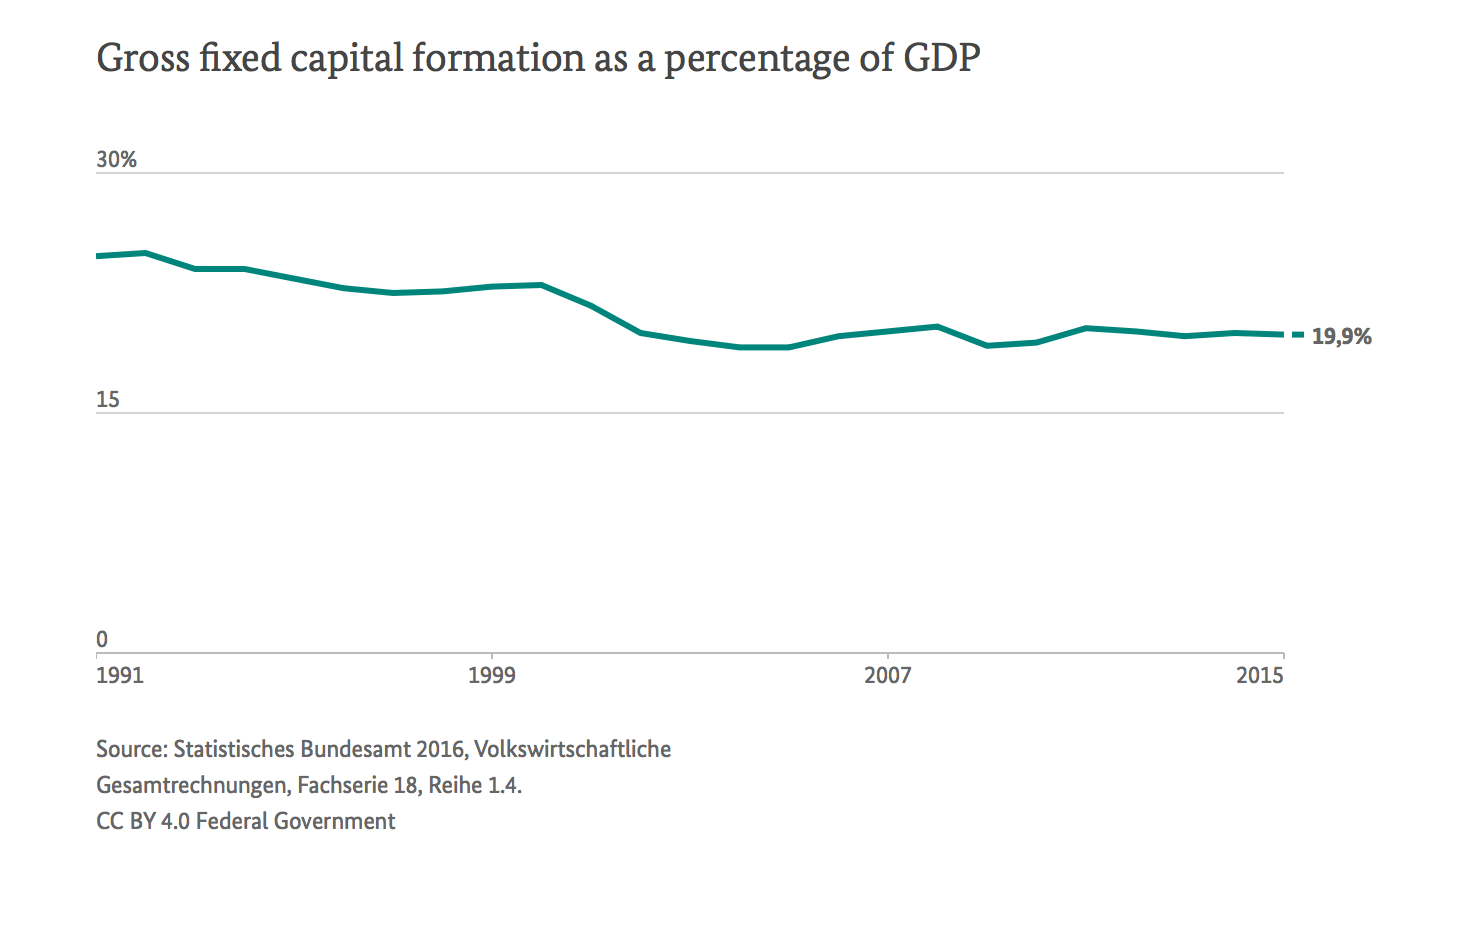 Gross fixed capital formation as a percentage of GDP
30%
19,9%
15
0
1991 1999 2007 2015
Source: Statistisches Bundesamt 2016, Volkswirtschaftliche
Gesamtrechnungen, Fachserie 18, Reihe 1.4.
CC BY 4.0 Federal Government